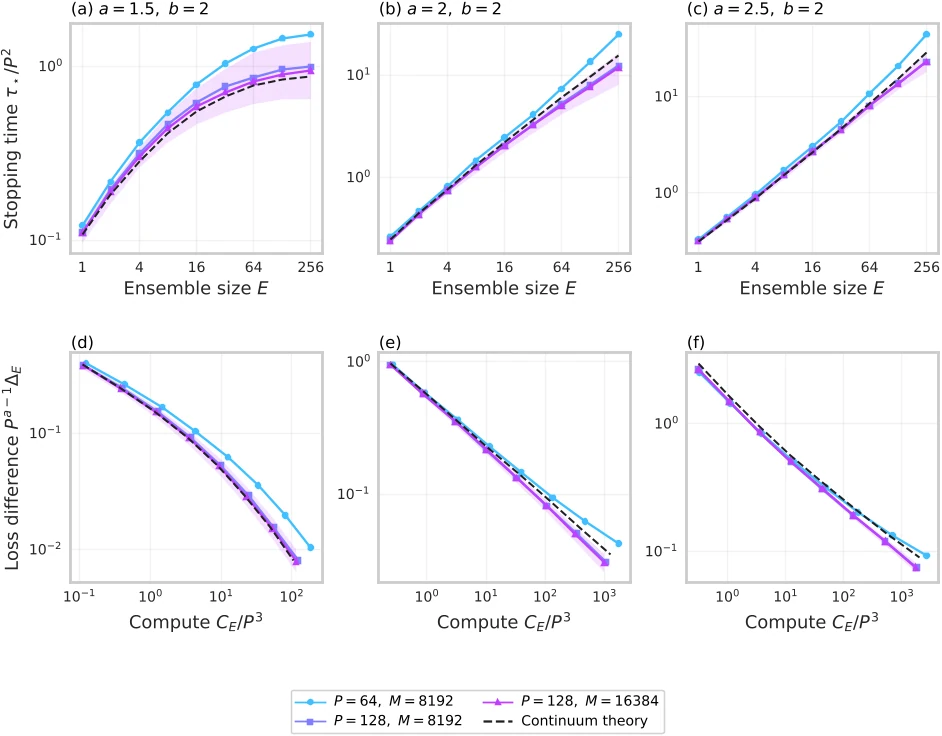 (a) a = 1.5, b = 2
(b) a = 2, b = 2
(c) a = 2.5, b = 2
Stopping time τ⋆/P²
10⁰
10⁻¹
1 4 16 64 256
Ensemble size E
10¹
10⁰
1 4 16 64 256
Ensemble size E
10¹
10⁰
1 4 16 64 256
Ensemble size E
(d)
(e)
(f)
Loss difference Pᵃ⁻¹Δ_E
10⁻¹
10⁻²
10⁻¹ 10⁰ 10¹ 10²
Compute C_E/P³
10⁰
10⁻¹
10⁰ 10¹ 10² 10³
Compute C_E/P³
10⁰
10⁻¹
10⁰ 10¹ 10² 10³
Compute C_E/P³
P = 64, M = 8192
P = 128, M = 8192
P = 128, M = 16384
Continuum theory